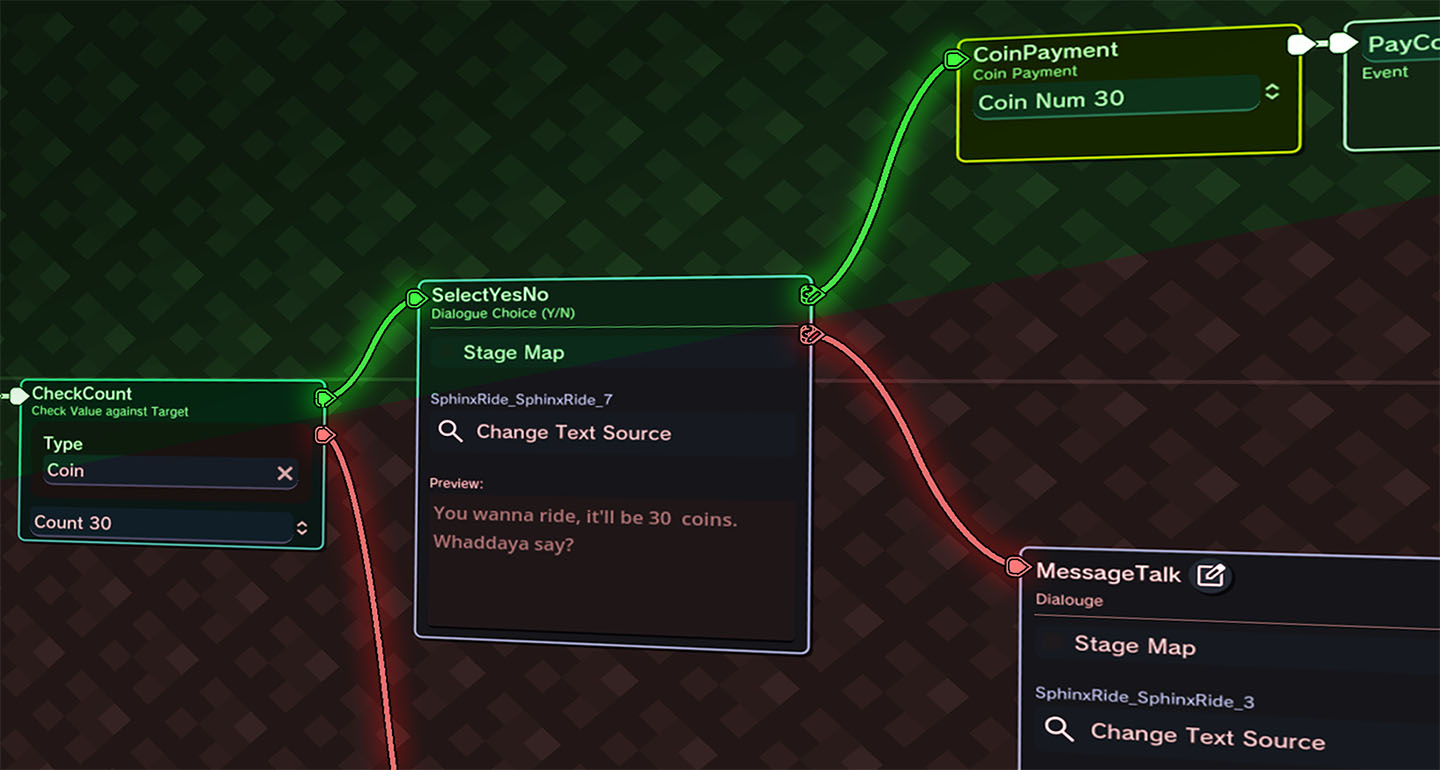 CoinPayment
Coin Payment
Coin Num 30
Event
SelectYesNo
Dialogue Choice (Y/N)
Stage Map
SphinxRide_SphinxRide_7
Change Text Source
Preview:
You wanna ride, it'll be 30 coins.
Whaddaya say?
CheckCount
Check Value against Target
Type
Coin
Count 30
MessageTalk
Dialouge
Stage Map
SphinxRide_SphinxRide_3
Change Text Source